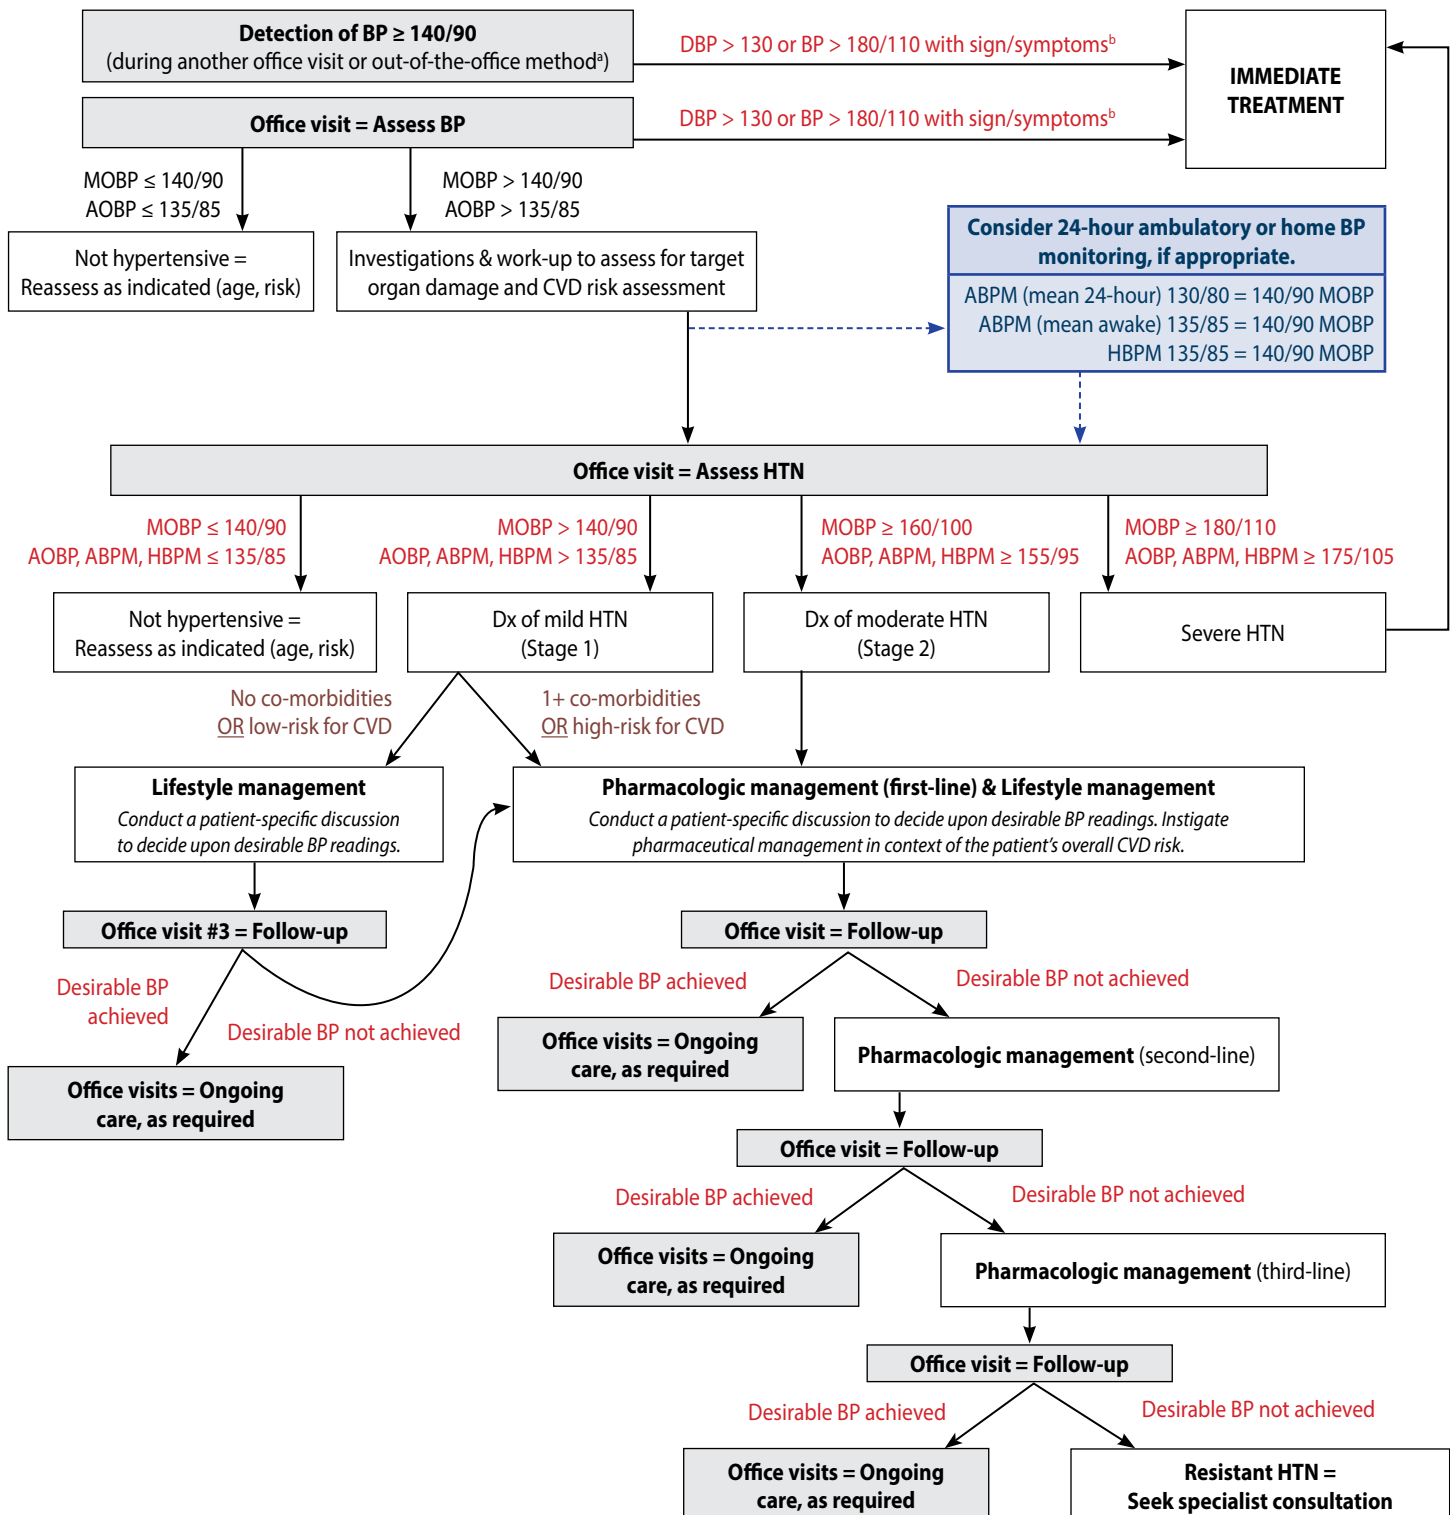 Detection of BP ≥ 140/90
(during another office visit or out-of-the-office methodᵃ)
DBP > 130 or BP > 180/110 with sign/symptomsᵇ
IMMEDIATE
TREATMENT
Office visit = Assess BP
DBP > 130 or BP > 180/110 with sign/symptomsᵇ
MOBP ≤ 140/90
AOBP ≤ 135/85
MOBP > 140/90
AOBP > 135/85
Not hypertensive =
Reassess as indicated (age, risk)
Investigations & work-up to assess for target
organ damage and CVD risk assessment
Consider 24-hour ambulatory or home BP
monitoring, if appropriate.
ABPM (mean 24-hour) 130/80 = 140/90 MOBP
ABPM (mean awake) 135/85 = 140/90 MOBP
HBPM 135/85 = 140/90 MOBP
Office visit = Assess HTN
MOBP ≤ 140/90
AOBP, ABPM, HBPM ≤ 135/85
MOBP > 140/90
AOBP, ABPM, HBPM > 135/85
MOBP ≥ 160/100
AOBP, ABPM, HBPM ≥ 155/95
MOBP ≥ 180/110
AOBP, ABPM, HBPM ≥ 175/105
Not hypertensive =
Reassess as indicated (age, risk)
Dx of mild HTN
(Stage 1)
Dx of moderate HTN
(Stage 2)
Severe HTN
No co-morbidities
OR low-risk for CVD
1+ co-morbidities
OR high-risk for CVD
Lifestyle management
Conduct a patient-specific discussion
to decide upon desirable BP readings.
Pharmacologic management (first-line) & Lifestyle management
Conduct a patient-specific discussion to decide upon desirable BP readings. Instigate
pharmaceutical management in context of the patient's overall CVD risk.
Office visit #3 = Follow-up
Office visit = Follow-up
Desirable BP
achieved
Desirable BP not achieved
Desirable BP achieved
Desirable BP not achieved
Office visits = Ongoing
care, as required
Office visits = Ongoing
care, as required
Pharmacologic management (second-line)
Office visit = Follow-up
Desirable BP achieved
Desirable BP not achieved
Office visits = Ongoing
care, as required
Pharmacologic management (third-line)
Office visit = Follow-up
Desirable BP achieved
Desirable BP not achieved
Office visits = Ongoing
care, as required
Resistant HTN =
Seek specialist consultation